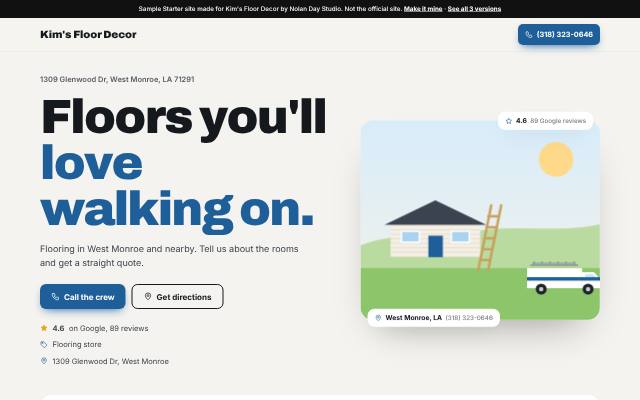 Sample Starter site made for Kim's Floor Decor by Nolan Day Studio. Not the official site. Make it mine · See all 3 versions
Kim's Floor Decor
(318) 323-0646
1309 Glenwood Dr, West Monroe, LA 71291
Floors you'll
love
walking on.
Flooring in West Monroe and nearby. Tell us about the rooms
and get a straight quote.
Call the crew
Get directions
4.6 on Google, 89 reviews
Flooring store
1309 Glenwood Dr, West Monroe
4.6 89 Google reviews
West Monroe, LA (318) 323-0646